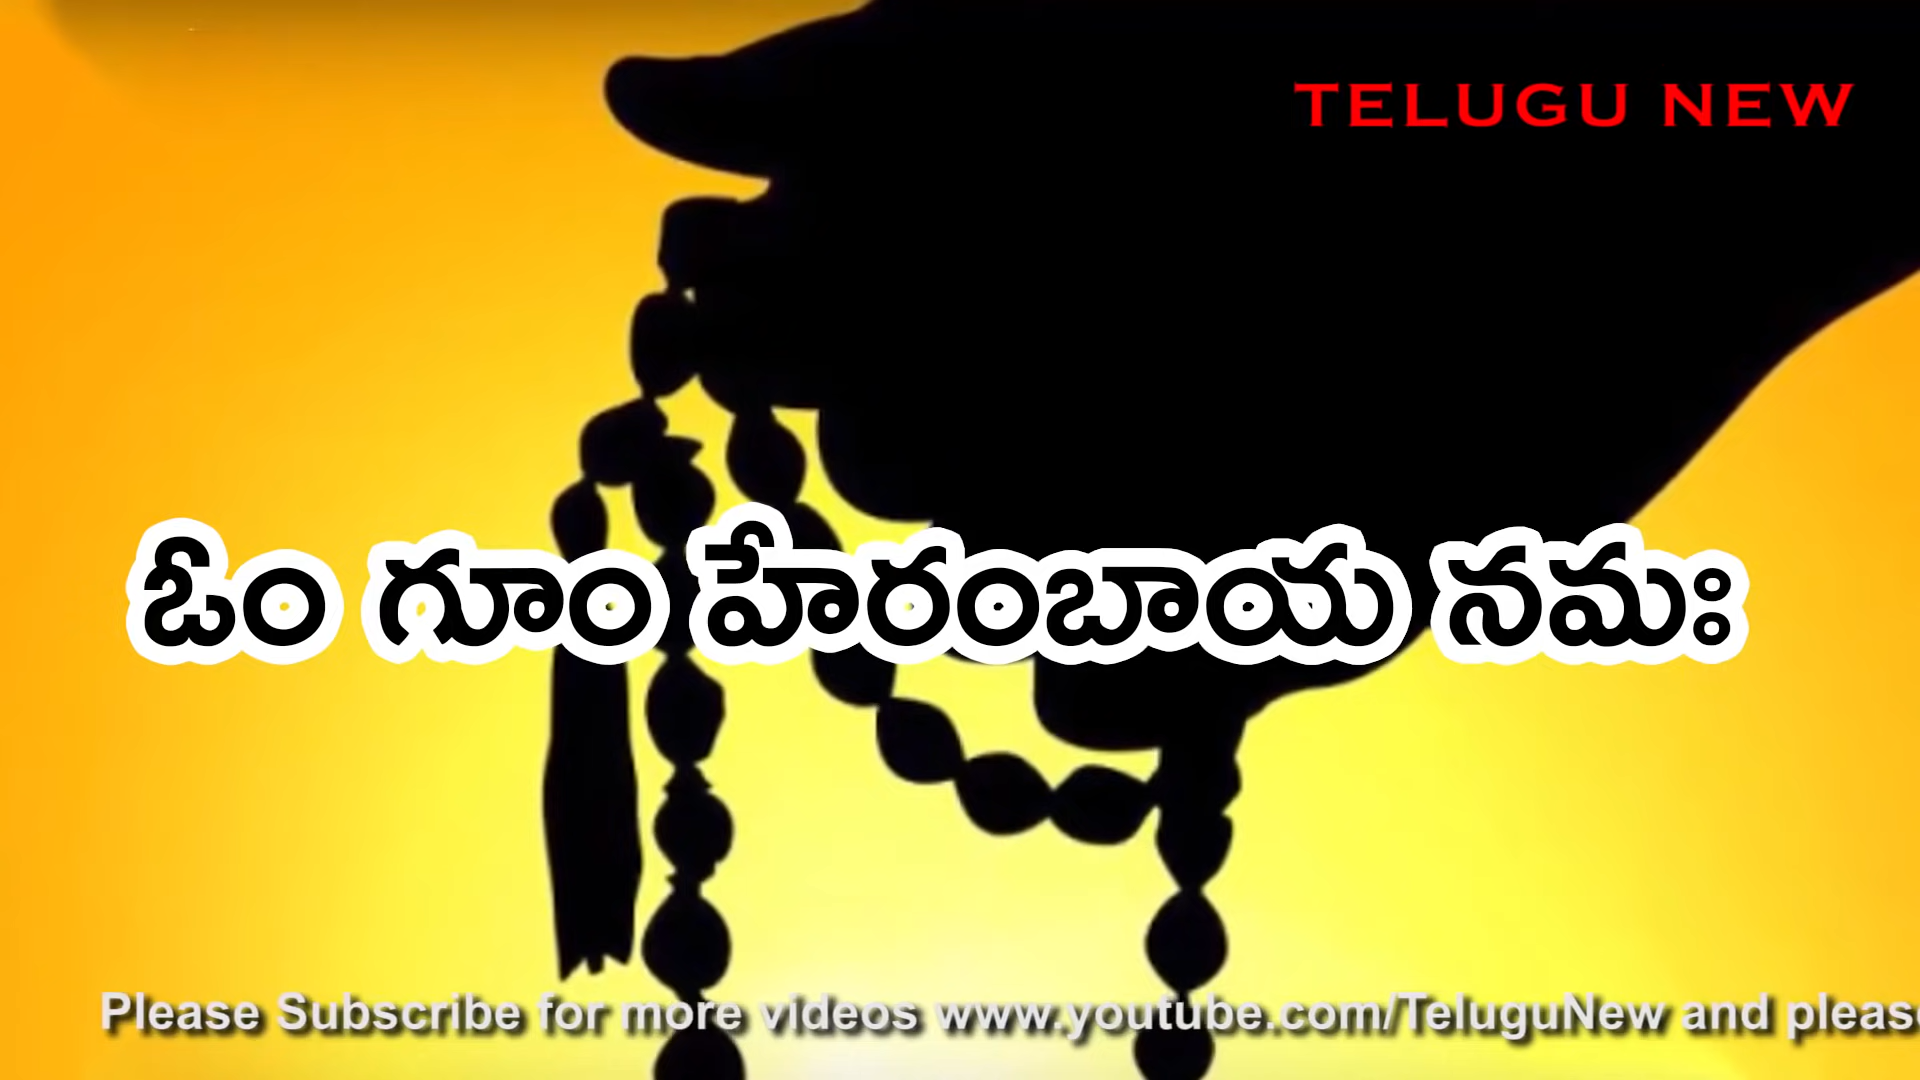 TELUGU NEW
ఓం గూం హేరంబాయ నమః
Please Subscribe for more videos www.youtube.com/TeluguNew and please